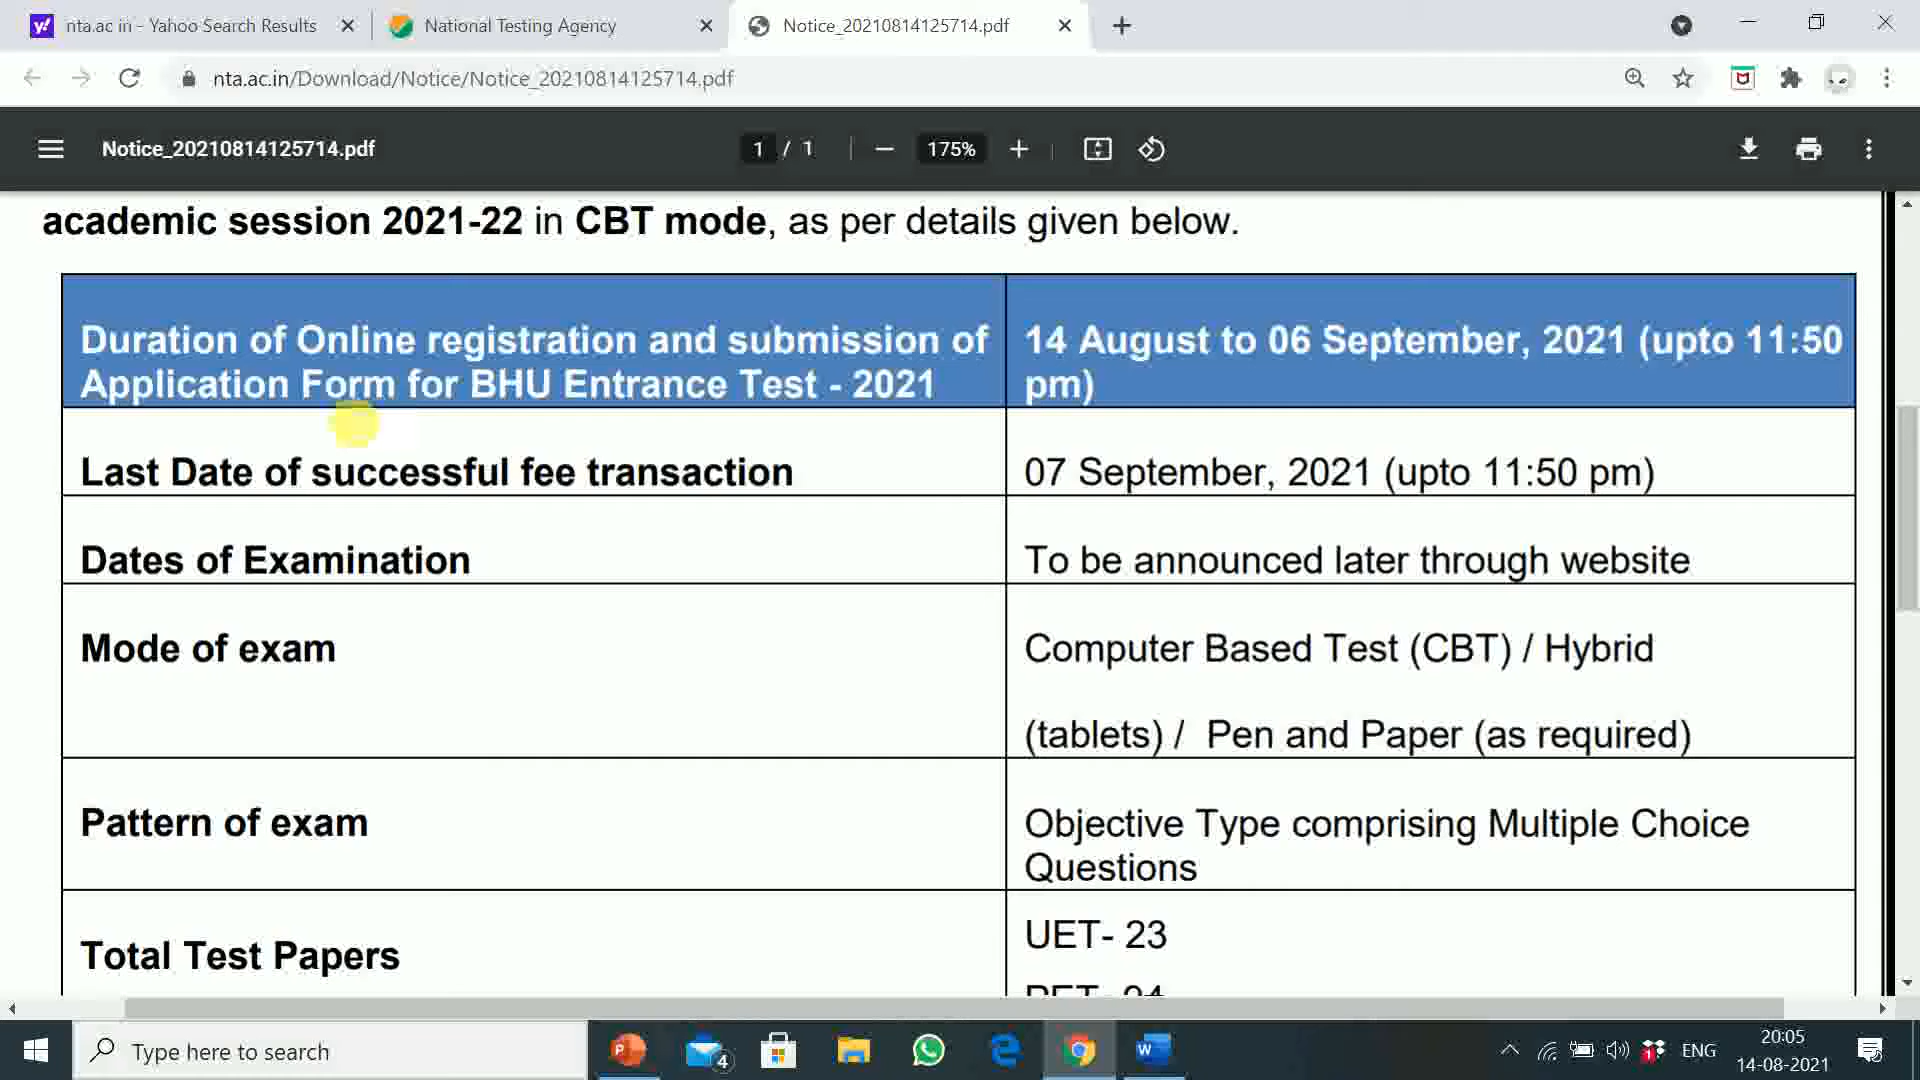 nta.ac in - Yahoo Search Results
National Testing Agency
Notice_20210814125714.pdf
nta.ac.in/Download/Notice/Notice_20210814125714.pdf
Notice_20210814125714.pdf
1 / 1
175%
academic session 2021-22 in CBT mode, as per details given below.
Duration of Online registration and submission of
Application Form for BHU Entrance Test - 2021
14 August to 06 September, 2021 (upto 11:50
pm)
Last Date of successful fee transaction
07 September, 2021 (upto 11:50 pm)
Dates of Examination
To be announced later through website
Mode of exam
Computer Based Test (CBT) / Hybrid
(tablets) / Pen and Paper (as required)
Pattern of exam
Objective Type comprising Multiple Choice
Questions
Total Test Papers
UET- 23
Type here to search
4
1
ENG
20:05
14-08-2021